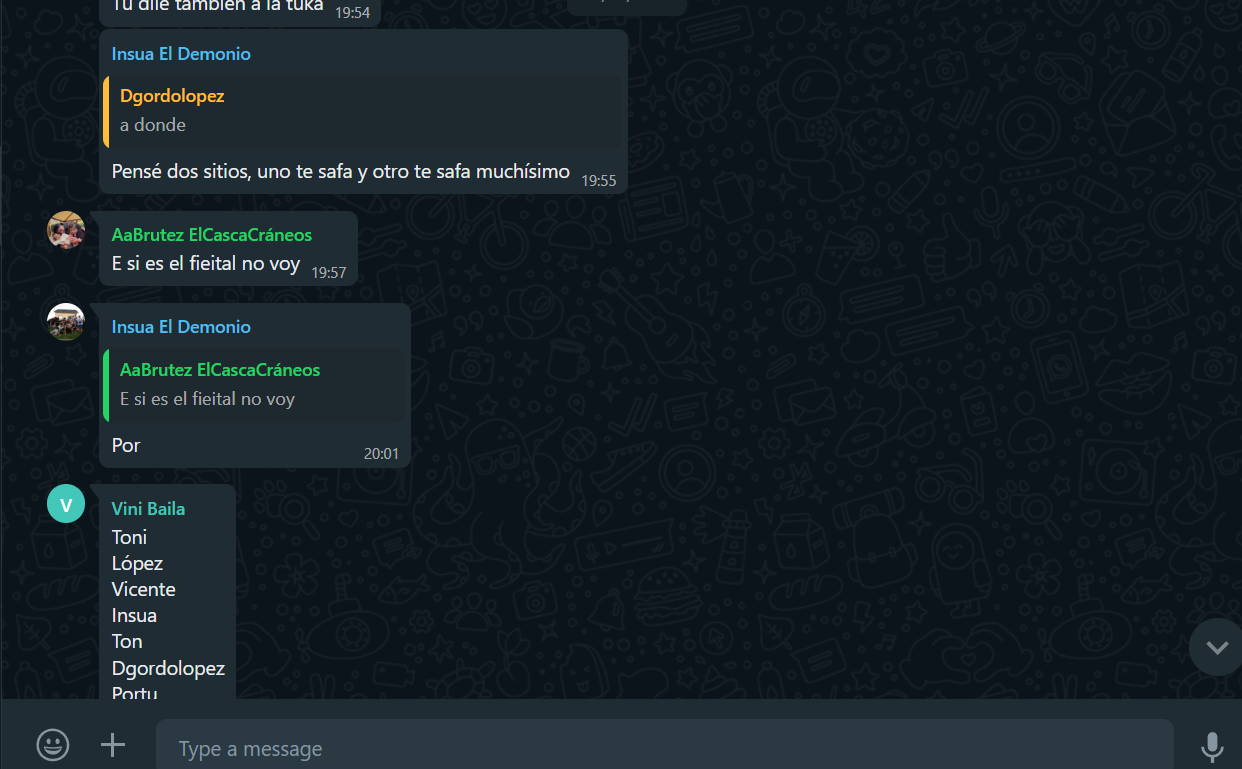 Tu dile también a la tuka
19:54
Insua El Demonio
Dgordolopez
a donde
Pensé dos sitios, uno te safa y otro te safa muchísimo
19:55
AaBrutez ElCascaCráneos
E si es el fieital no voy
19:57
Insua El Demonio
AaBrutez ElCascaCráneos
E si es el fieital no voy
Por
20:01
V
Vini Baila
Toni
López
Vicente
Insua
Ton
Dgordolopez
Portu
Type a message